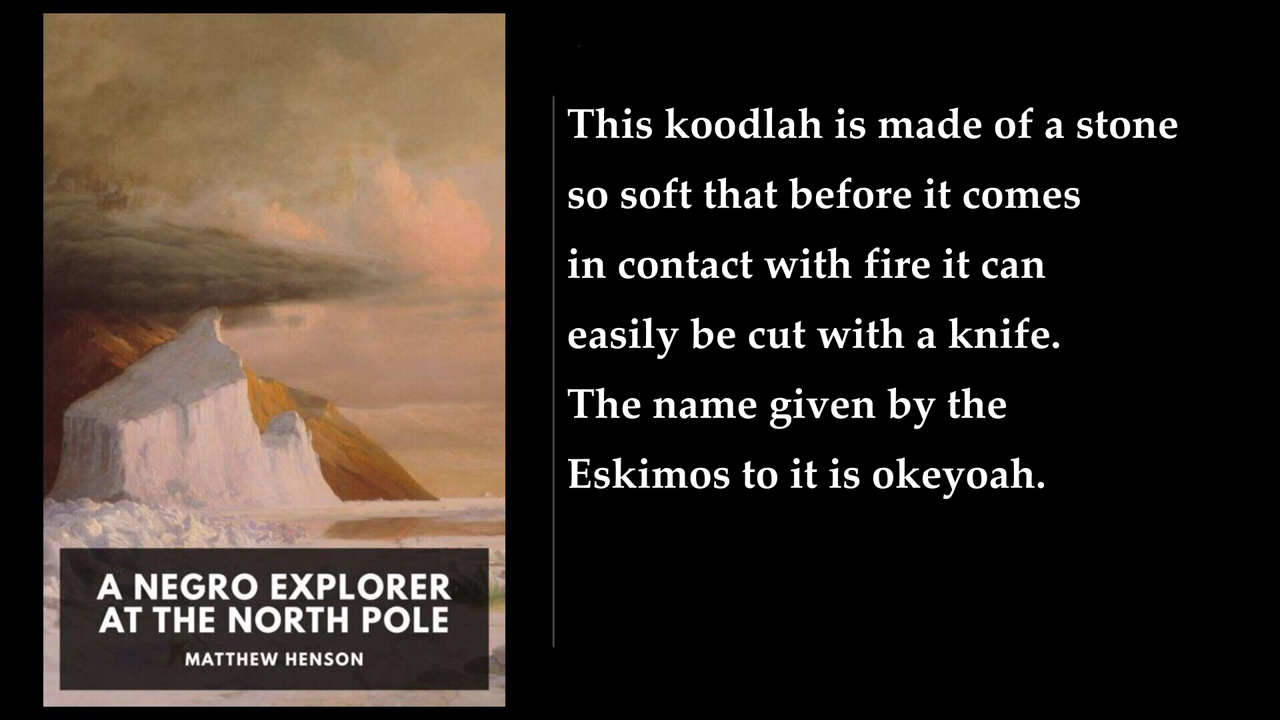 This koodlah is made of a stone
so soft that before it comes
in contact with fire it can
easily be cut with a knife.
The name given by the
Eskimos to it is okeyoah.
A NEGRO EXPLORER
AT THE NORTH POLE
MATTHEW HENSON